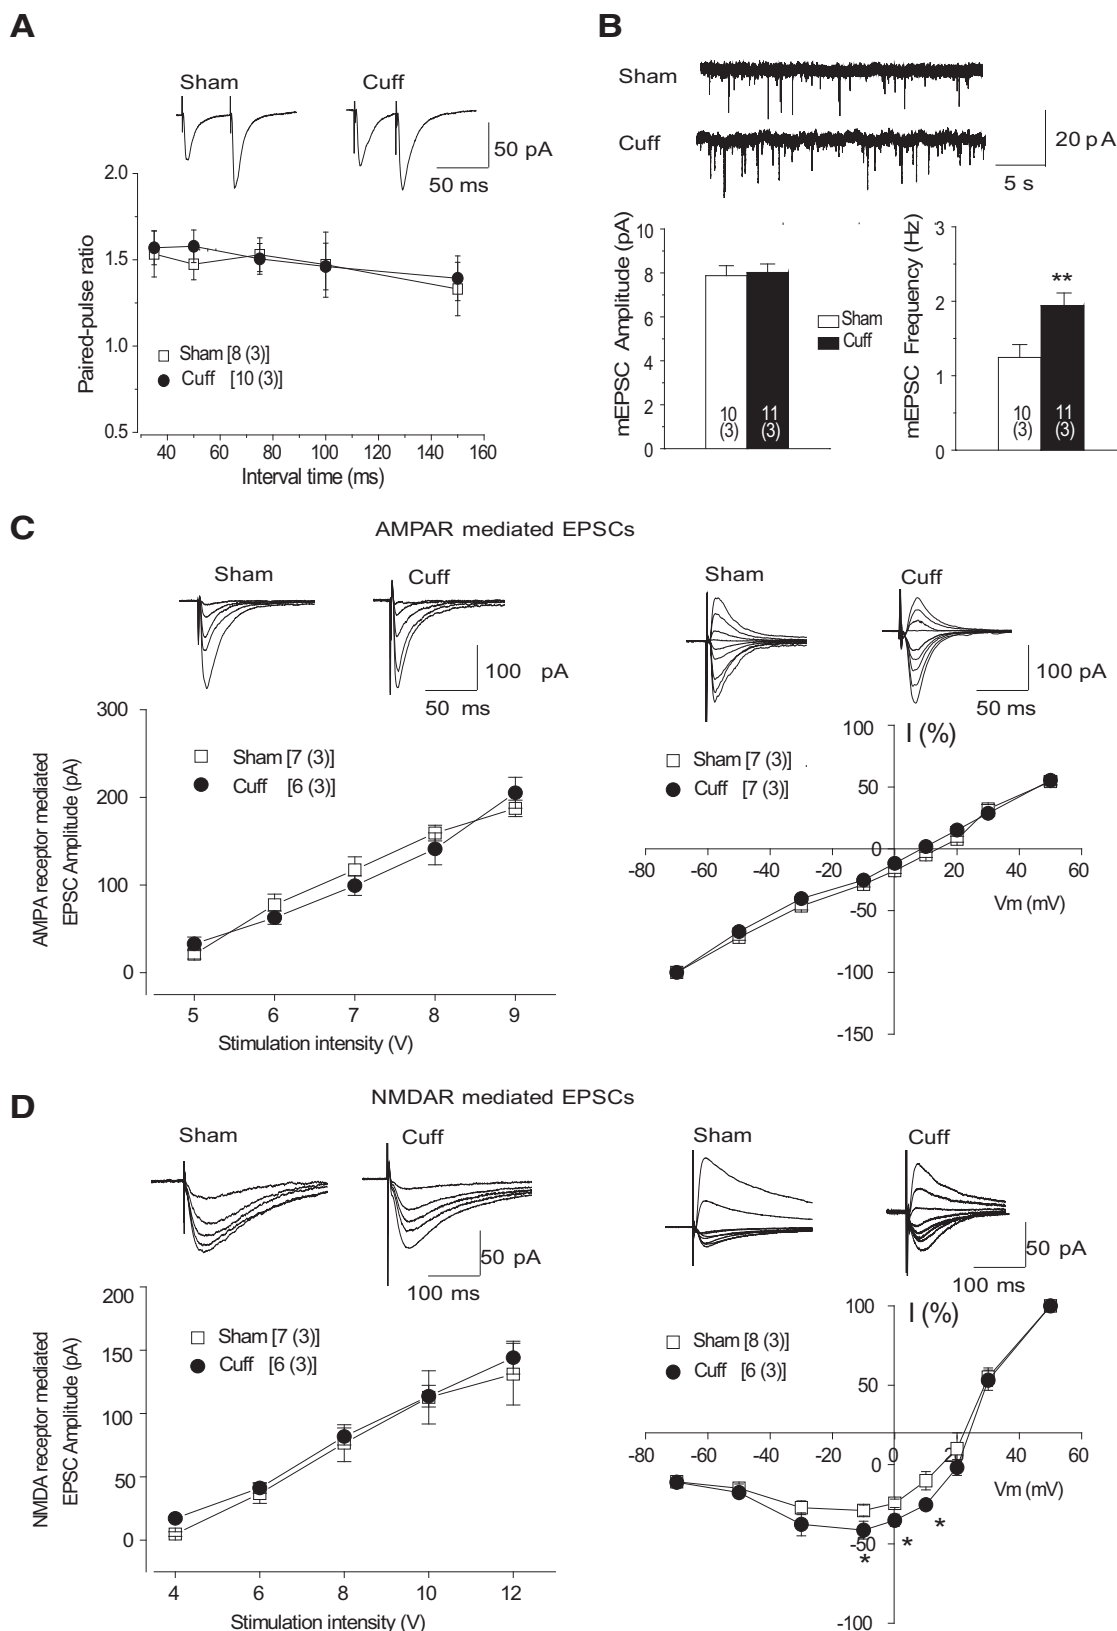 A
Sham
Cuff
50 pA
50 ms
2.0
1.5
1.0
0.5
Paired-pulse ratio
Sham [8 (3)]
Cuff [10 (3)]
40 60 80 100 120 140 160
Interval time (ms)
B
Sham
Cuff
20 pA
5 s
mEPSC Amplitude (pA)
10
8
6
4
2
0
10
(3)
11
(3)
Sham
Cuff
mEPSC Frequency (Hz)
3
2
1
0
**
10
(3)
11
(3)
C
AMPAR mediated EPSCs
Sham
Cuff
100 pA
50 ms
300
200
100
0
AMPA receptor mediated
EPSC Amplitude (pA)
Sham [7 (3)]
Cuff [6 (3)]
5 6 7 8 9
Stimulation intensity (V)
Sham
Cuff
100 pA
50 ms
I (%)
Sham [7 (3)]
Cuff [7 (3)]
100
50
0
-50
-100
-150
-80 -60 -40 -20 20 40 60
Vm (mV)
D
NMDAR mediated EPSCs
Sham
Cuff
50 pA
100 ms
200
150
100
50
0
NMDA receptor mediated
EPSC Amplitude (pA)
Sham [7 (3)]
Cuff [6 (3)]
4 6 8 10 12
Stimulation intensity (V)
Sham
Cuff
50 pA
100 ms
I (%)
Sham [8 (3)]
Cuff [6 (3)]
100
50
0
-50
-100
-80 -60 -40 -20 0 20 40 60
Vm (mV)
* * *